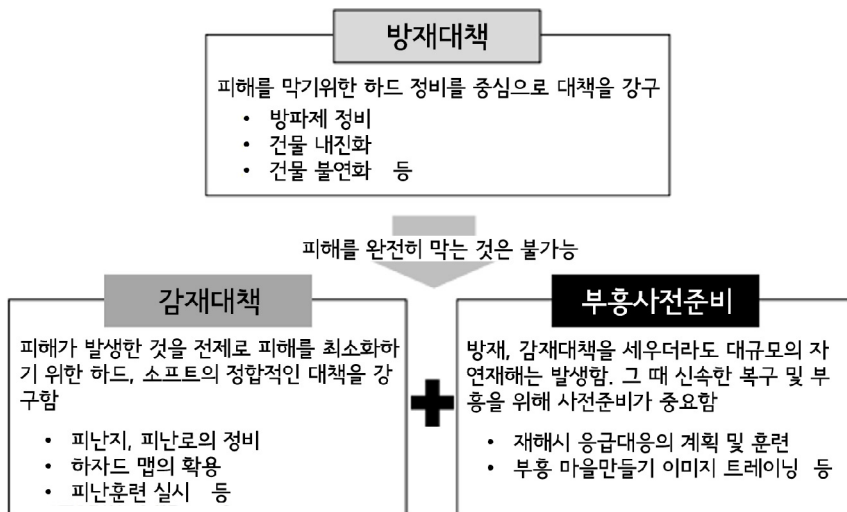 방재대책
피해를 막기위한 하드 정비를 중심으로 대책을 강구
• 방파제 정비
• 건물 내진화
• 건물 불연화 등
피해를 완전히 막는 것은 불가능
감재대책
피해가 발생한 것을 전제로 피해를 최소화하
기 위한 하드, 소프트의 정합적인 대책을 강
구함
• 피난지, 피난로의 정비
• 하자드 맵의 확용
• 피난훈련 실시 등
부흥사전준비
방재, 감재대책을 세우더라도 대규모의 자
연재해는 발생함. 그 때 신속한 복구 및 부
흥을 위해 사전준비가 중요함
• 재해시 응급대응의 계획 및 훈련
• 부흥 마을만들기 이미지 트레이닝 등